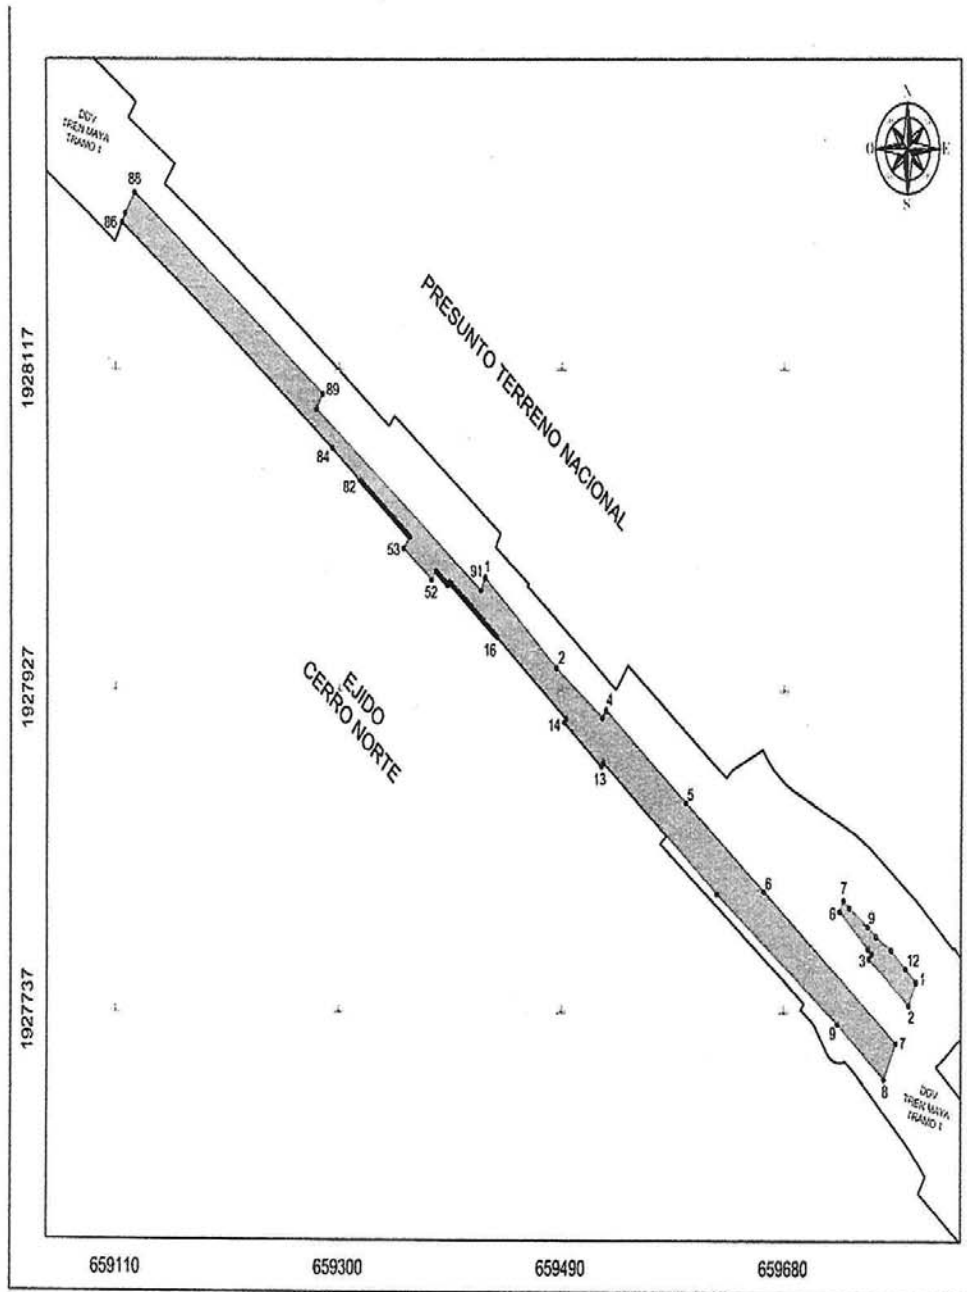 N
O
E
S
DDV
TREN MAYA
TRAMO 1
88
86
PRESUNTO TERRENO NACIONAL
1928117
89
84
82
53
52
91
1
16
2
EJIDO
CERRO NORTE
1927927
4
14
13
5
6
7
6
9
3
12
1
2
1927737
9
7
8
DDV
TREN MAYA
TRAMO 1
659110
659300
659490
659680